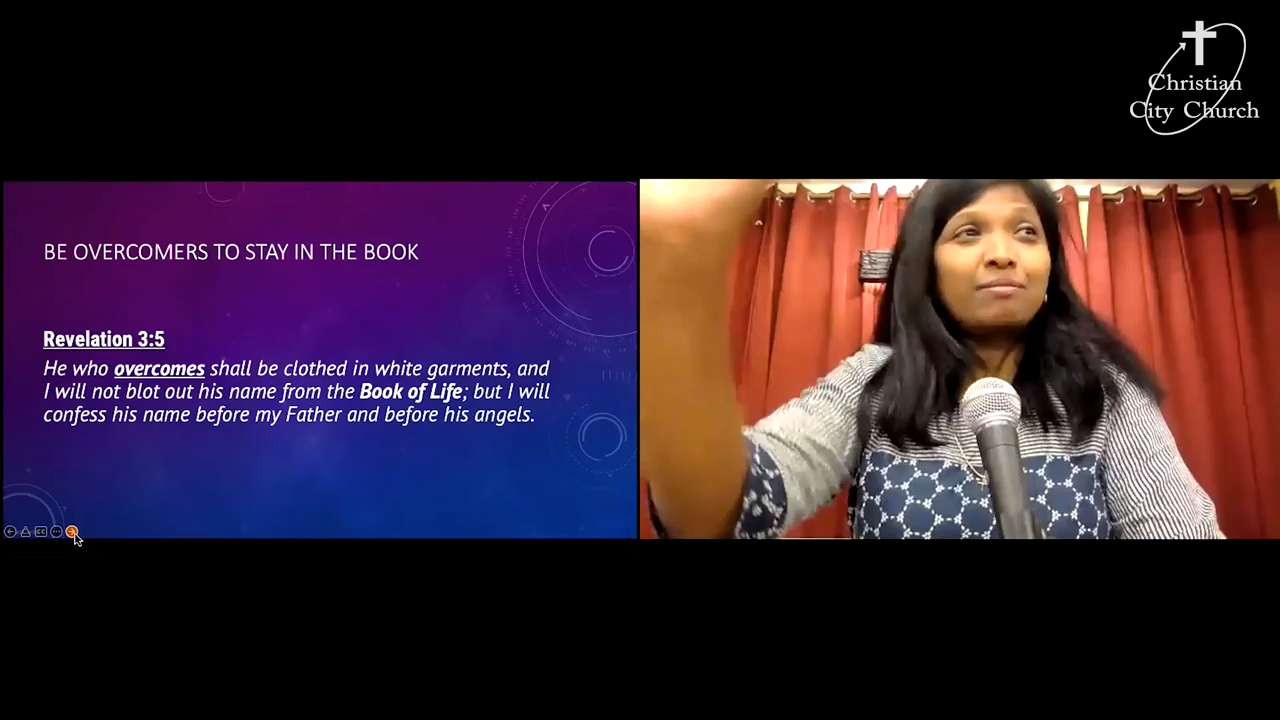 Christian
City Church
BE OVERCOMERS TO STAY IN THE BOOK
Revelation 3:5
He who overcomes shall be clothed in white garments, and
I will not blot out his name from the Book of Life; but I will
confess his name before my Father and before his angels.